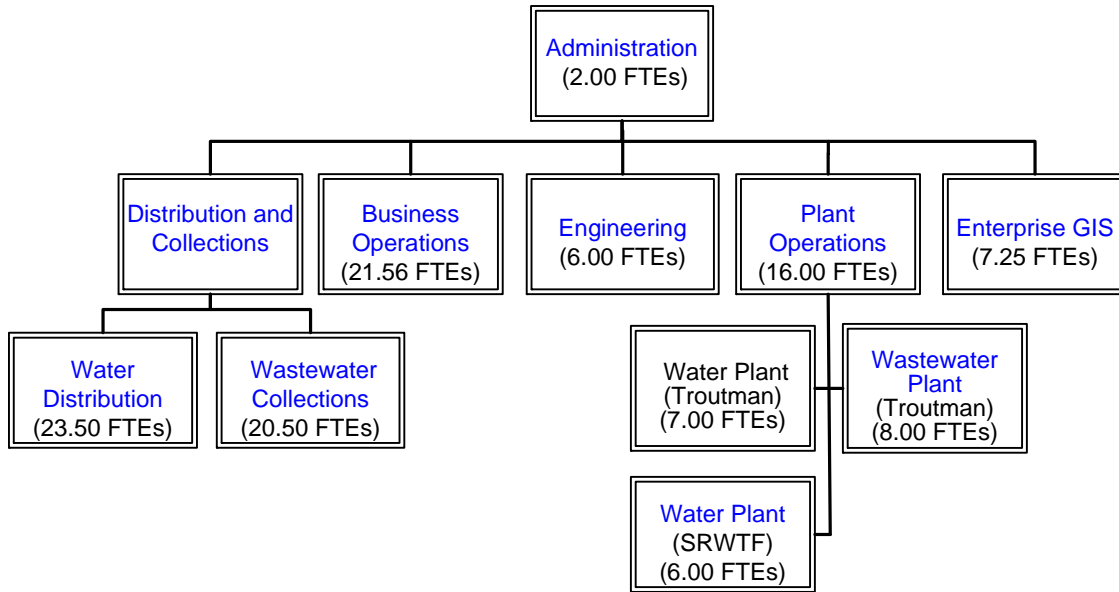 Administration
(2.00 FTEs)
Distribution and
Collections
Business
Operations
(21.56 FTEs)
Engineering
(6.00 FTEs)
Plant
Operations
(16.00 FTEs)
Enterprise GIS
(7.25 FTEs)
Water
Distribution
(23.50 FTEs)
Wastewater
Collections
(20.50 FTEs)
Water Plant
(Troutman)
(7.00 FTEs)
Wastewater
Plant
(Troutman)
(8.00 FTEs)
Water Plant
(SRWTF)
(6.00 FTEs)